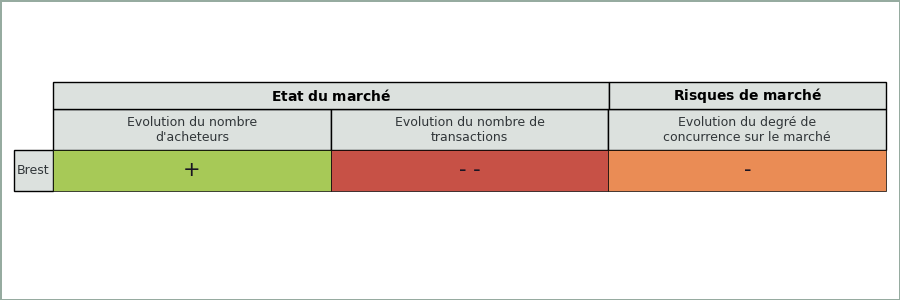 Etat du marché
Risques de marché
Evolution du nombre
d'acheteurs
Evolution du nombre de
transactions
Evolution du degré de
concurrence sur le marché
Brest
+
- -
-